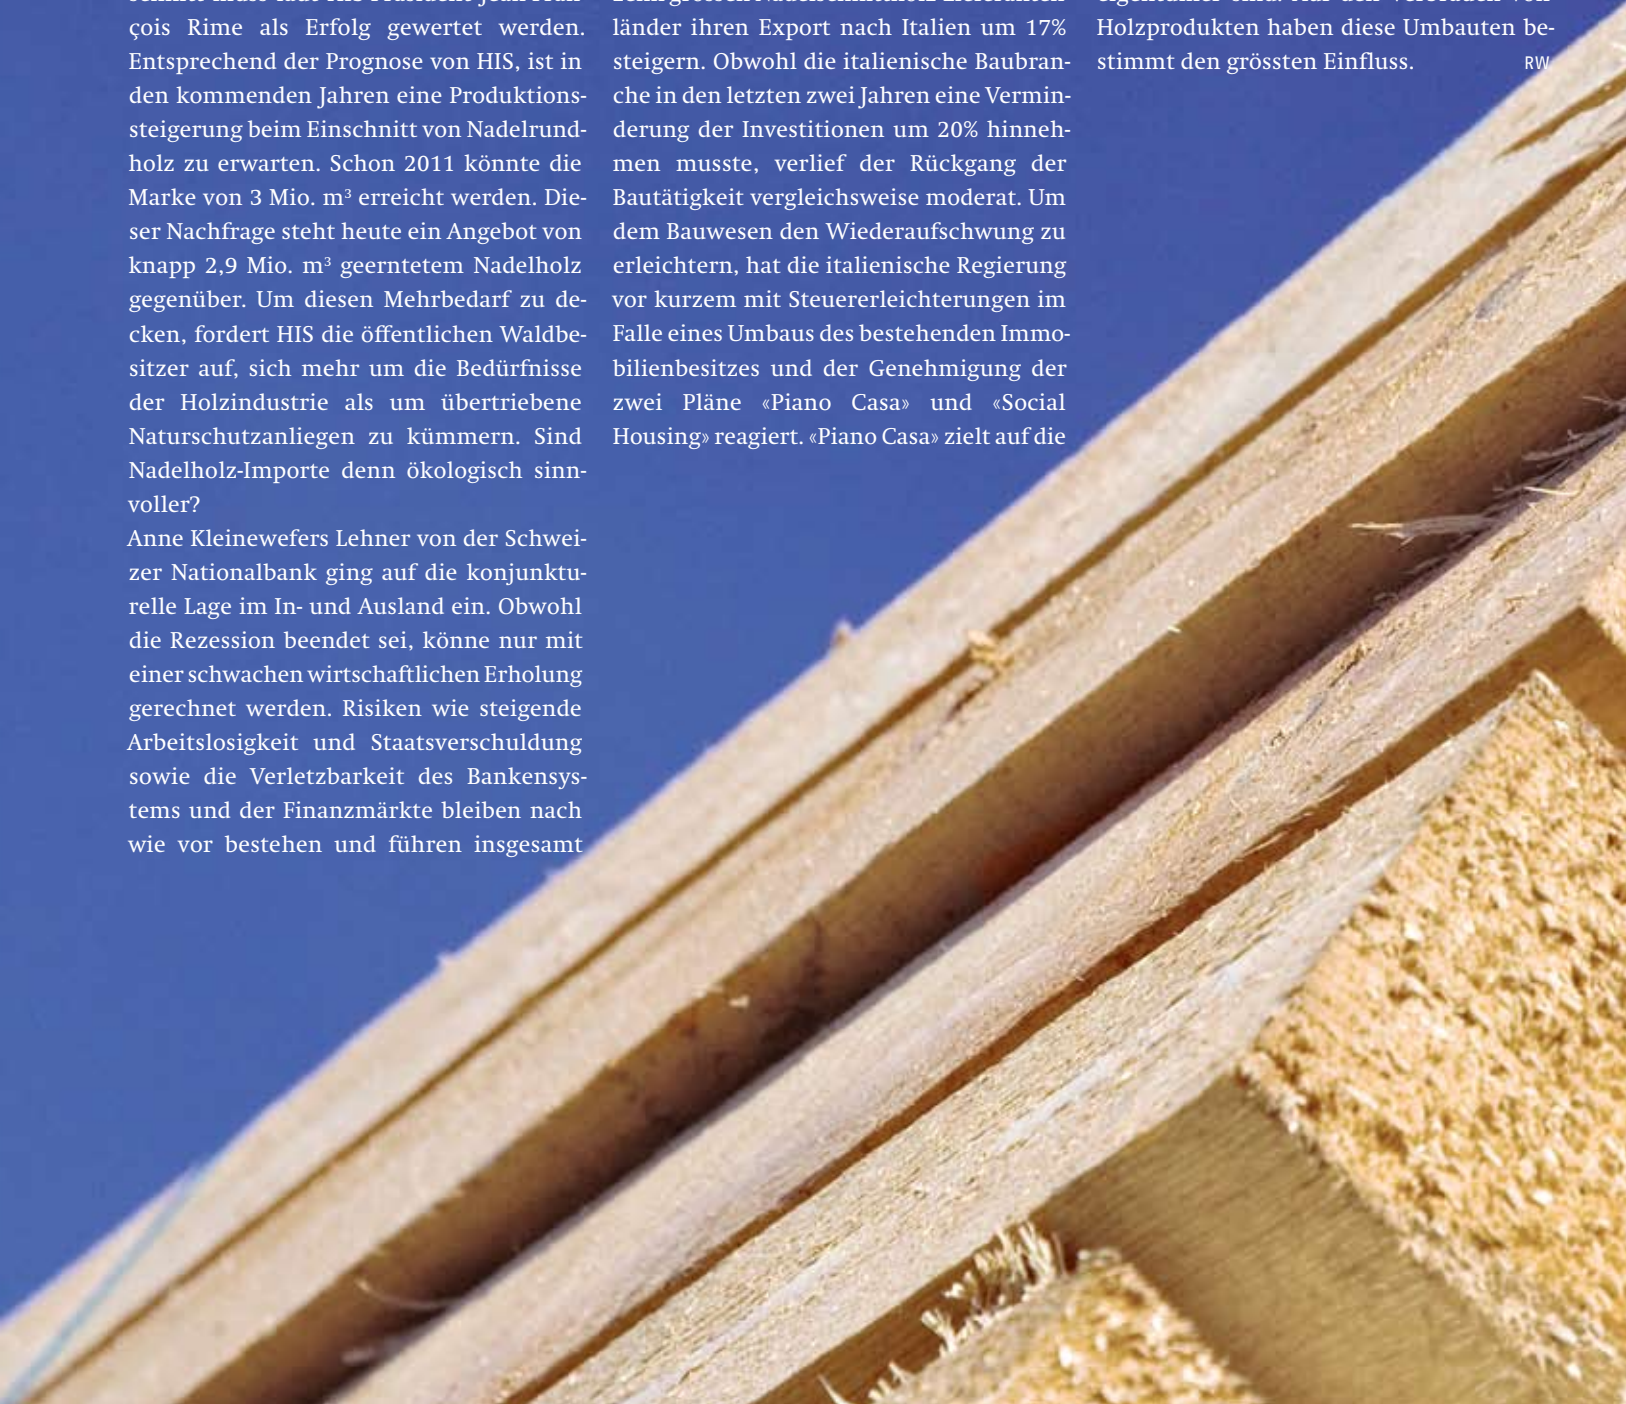 çois Rime als Erfolg gewertet werden.
Entsprechend der Prognose von HIS, ist in
den kommenden Jahren eine Produktions-
steigerung beim Einschnitt von Nadelrund-
holz zu erwarten. Schon 2011 könnte die
Marke von 3 Mio. m³ erreicht werden. Die-
ser Nachfrage steht heute ein Angebot von
knapp 2,9 Mio. m³ geerntetem Nadelholz
gegenüber. Um diesen Mehrbedarf zu de-
cken, fordert HIS die öffentlichen Waldbe-
sitzer auf, sich mehr um die Bedürfnisse
der Holzindustrie als um übertriebene
Naturschutzanliegen zu kümmern. Sind
Nadelholz-Importe denn ökologisch sinn-
voller?
Anne Kleinewefers Lehner von der Schwei-
zer Nationalbank ging auf die konjunktu-
relle Lage im In- und Ausland ein. Obwohl
die Rezession beendet sei, könne nur mit
einer schwachen wirtschaftlichen Erholung
gerechnet werden. Risiken wie steigende
Arbeitslosigkeit und Staatsverschuldung
sowie die Verletzbarkeit des Bankensys-
tems und der Finanzmärkte bleiben nach
wie vor bestehen und führen insgesamt
länder ihren Export nach Italien um 17%
steigern. Obwohl die italienische Baubran-
che in den letzten zwei Jahren eine Vermin-
derung der Investitionen um 20% hinneh-
men musste, verlief der Rückgang der
Bautätigkeit vergleichsweise moderat. Um
dem Bauwesen den Wiederaufschwung zu
erleichtern, hat die italienische Regierung
vor kurzem mit Steuererleichterungen im
Falle eines Umbaus des bestehenden Immo-
bilienbesitzes und der Genehmigung der
zwei Pläne «Piano Casa» und «Social
Housing» reagiert. «Piano Casa» zielt auf die
Holzprodukten haben diese Umbauten be-
stimmt den grössten Einfluss. RW.